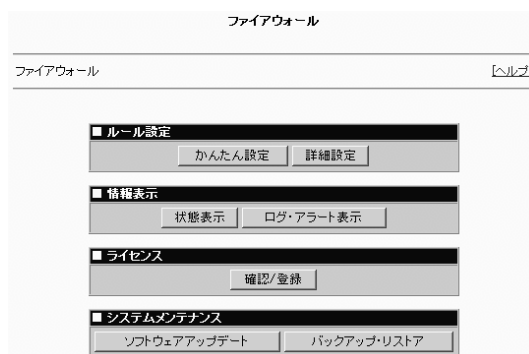 ファイアウォール
ファイアウォール [ヘルプ
■ ルール設定
かんたん設定 詳細設定
■ 情報表示
状態表示 ログ・アラート表示
■ ライセンス
確認/登録
■ システムメンテナンス
ソフトウェアアップデート バックアップ・リストア